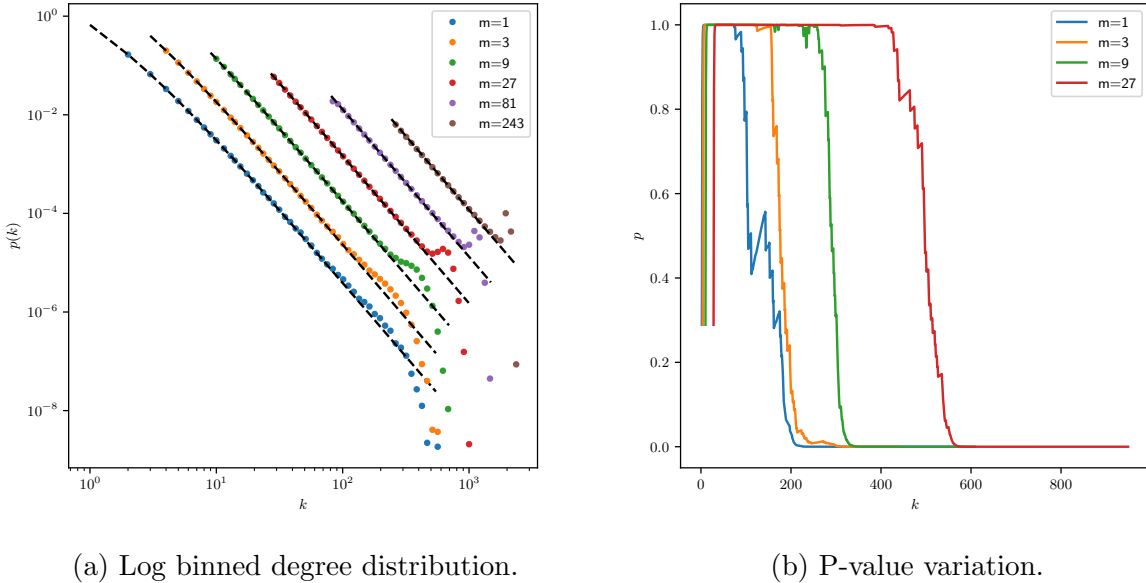 10^0
10^{-2}
10^{-4}
10^{-6}
10^{-8}
p(k)
10^0
10^1
10^2
10^3
k
m=1
m=3
m=9
m=27
m=81
m=243
1.0
0.8
0.6
0.4
0.2
0.0
p
0
200
400
600
800
k
m=1
m=3
m=9
m=27
(a) Log binned degree distribution.
(b) P-value variation.